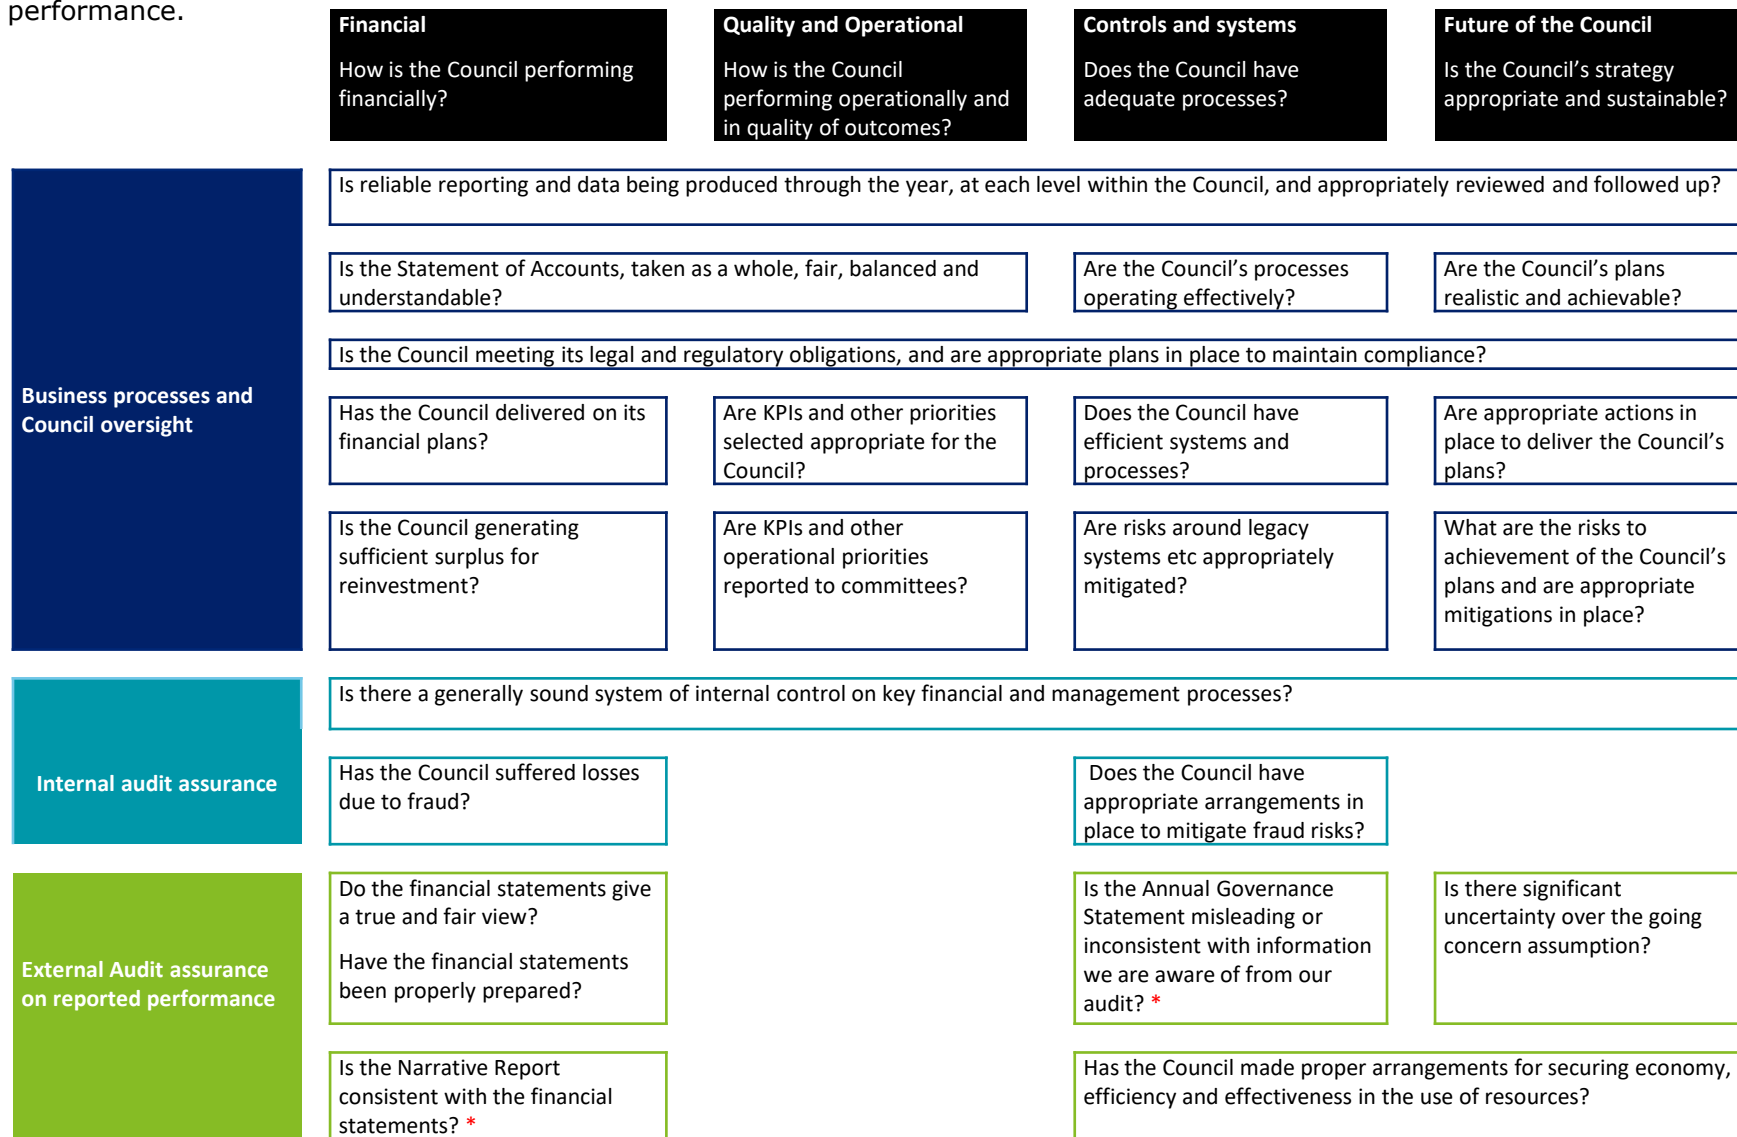 performance.
Financial
How is the Council performing
financially?
Quality and Operational
How is the Council
performing operationally and
in quality of outcomes?
Controls and systems
Does the Council have
adequate processes?
Future of the Council
Is the Council’s strategy
appropriate and sustainable?
Business processes and
Council oversight
Is reliable reporting and data being produced through the year, at each level within the Council, and appropriately reviewed and followed up?
Is the Statement of Accounts, taken as a whole, fair, balanced and
understandable?
Are the Council’s processes
operating effectively?
Are the Council’s plans
realistic and achievable?
Is the Council meeting its legal and regulatory obligations, and are appropriate plans in place to maintain compliance?
Has the Council delivered on its
financial plans?
Are KPIs and other priorities
selected appropriate for the
Council?
Does the Council have
efficient systems and
processes?
Are appropriate actions in
place to deliver the Council’s
plans?
Is the Council generating
sufficient surplus for
reinvestment?
Are KPIs and other
operational priorities
reported to committees?
Are risks around legacy
systems etc appropriately
mitigated?
What are the risks to
achievement of the Council’s
plans and are appropriate
mitigations in place?
Internal audit assurance
Is there a generally sound system of internal control on key financial and management processes?
Has the Council suffered losses
due to fraud?
Does the Council have
appropriate arrangements in
place to mitigate fraud risks?
External Audit assurance
on reported performance
Do the financial statements give
a true and fair view?
Have the financial statements
been properly prepared?
Is the Annual Governance
Statement misleading or
inconsistent with information
we are aware of from our
audit? *
Is there significant
uncertainty over the going
concern assumption?
Is the Narrative Report
consistent with the financial
statements? *
Has the Council made proper arrangements for securing economy,
efficiency and effectiveness in the use of resources?